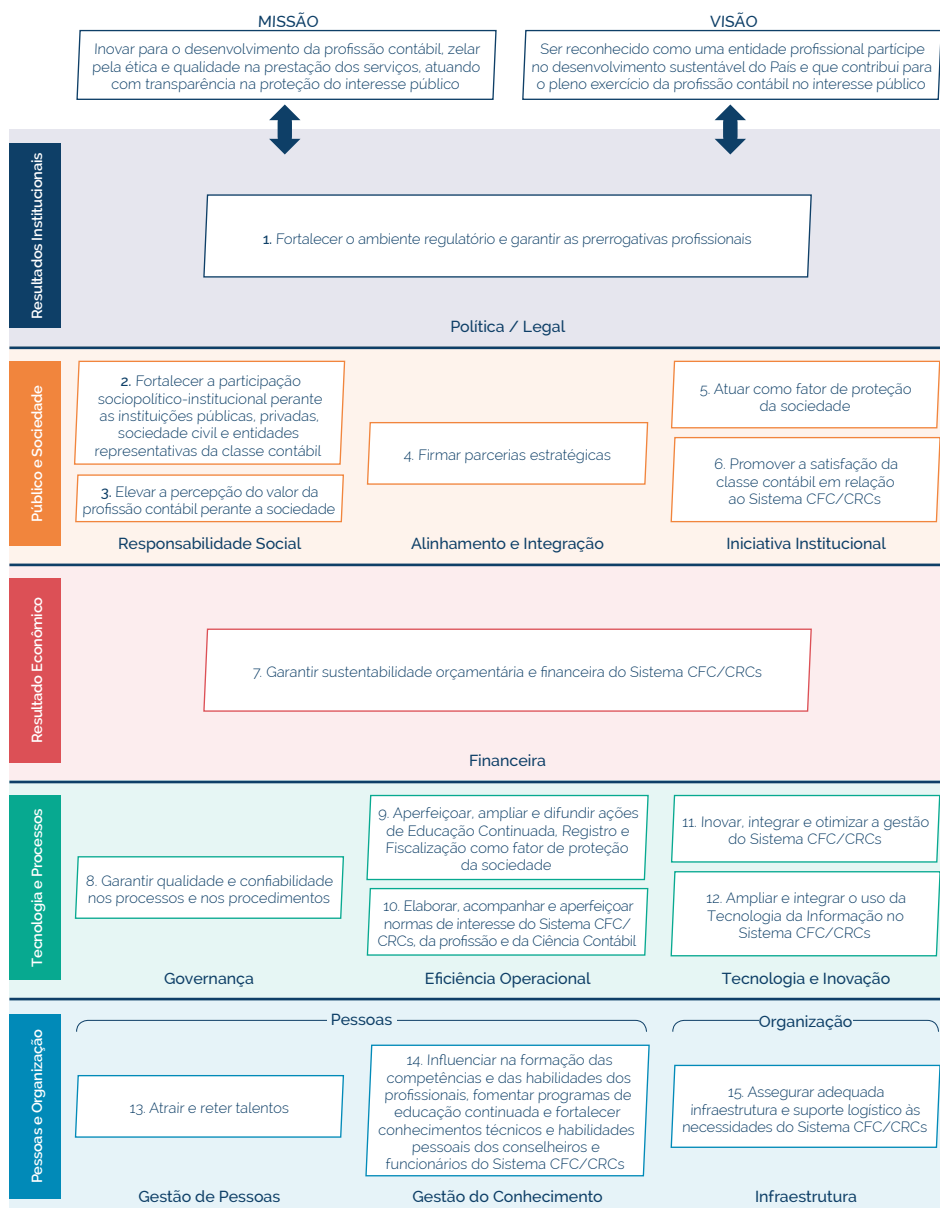 MISSÃO
Inovar para o desenvolvimento da profissão contábil, zelar
pela ética e qualidade na prestação dos serviços, atuando
com transparência na proteção do interesse público
VISÃO
Ser reconhecido como uma entidade profissional partícipe
no desenvolvimento sustentável do País e que contribui para
o pleno exercício da profissão contábil no interesse público
Resultados Institucionais
1. Fortalecer o ambiente regulatório e garantir as prerrogativas profissionais
Política / Legal
Público e Sociedade
2. Fortalecer a participação
sociopolítico-institucional perante
as instituições públicas, privadas,
sociedade civil e entidades
representativas da classe contábil
3. Elevar a percepção do valor da
profissão contábil perante a sociedade
Responsabilidade Social
4. Firmar parcerias estratégicas
Alinhamento e Integração
5. Atuar como fator de proteção
da sociedade
6. Promover a satisfação da
classe contábil em relação
ao Sistema CFC/CRCs
Iniciativa Institucional
Resultado Econômico
7. Garantir sustentabilidade orçamentária e financeira do Sistema CFC/CRCs
Financeira
Tecnologia e Processos
8. Garantir qualidade e confiabilidade
nos processos e nos procedimentos
Governança
9. Aperfeiçoar, ampliar e difundir ações
de Educação Continuada, Registro e
Fiscalização como fator de proteção
da sociedade
10. Elaborar, acompanhar e aperfeiçoar
normas de interesse do Sistema CFC/
CRCs, da profissão e da Ciência Contábil
Eficiência Operacional
11. Inovar, integrar e otimizar a gestão
do Sistema CFC/CRCs
12. Ampliar e integrar o uso da
Tecnologia da Informação no
Sistema CFC/CRCs
Tecnologia e Inovação
Pessoas e Organização
Pessoas
13. Atrair e reter talentos
Gestão de Pessoas
14. Influenciar na formação das
competências e das habilidades dos
profissionais, fomentar programas de
educação continuada e fortalecer
conhecimentos técnicos e habilidades
pessoais dos conselheiros e
funcionários do Sistema CFC/CRCs
Gestão do Conhecimento
Organização
15. Assegurar adequada
infraestrutura e suporte logístico às
necessidades do Sistema CFC/CRCs
Infraestrutura